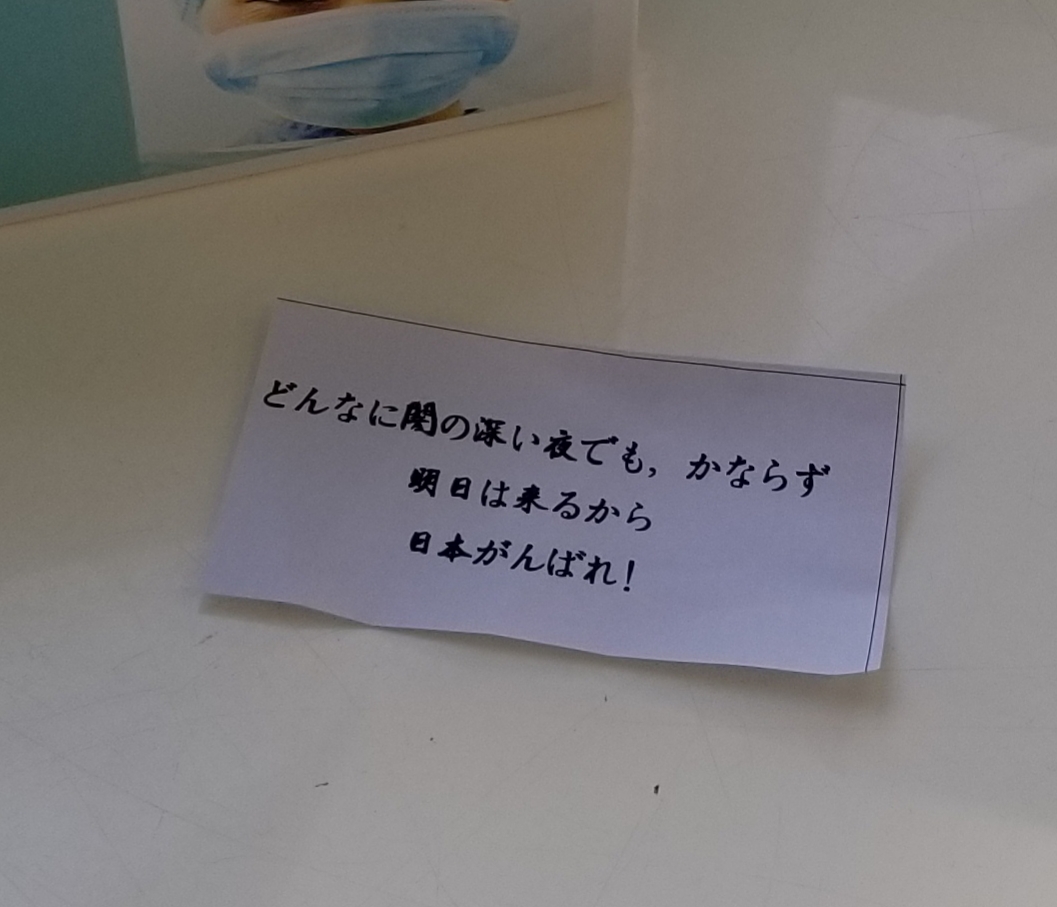 どんなに闇の深い夜でも，かならず
明日は来るから
日本がんばれ！